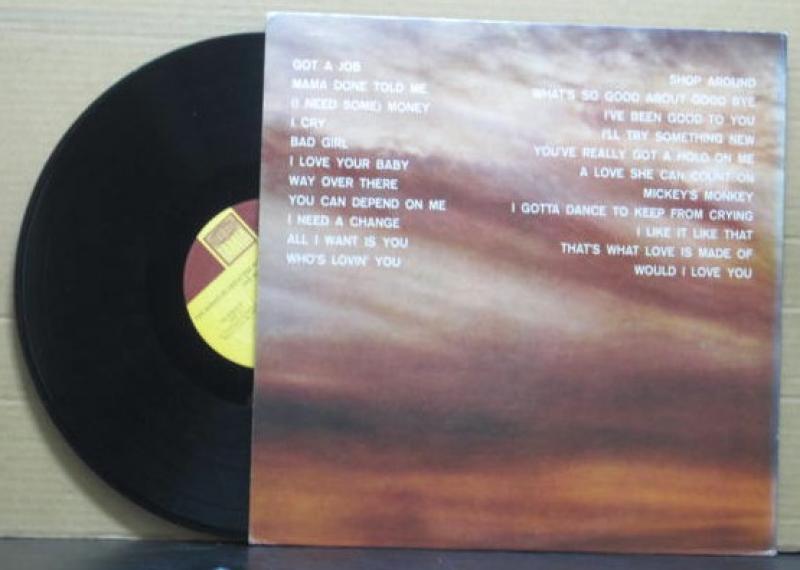 GOT A JOB
MAMA DONE TOLD ME
(I NEED SOME) MONEY
I CRY
BAD GIRL
I LOVE YOUR BABY
WAY OVER THERE
YOU CAN DEPEND ON ME
I NEED A CHANGE
ALL I WANT IS YOU
WHO'S LOVIN' YOU
SHOP AROUND
WHAT'S SO GOOD ABOUT GOOD BYE
I'VE BEEN GOOD TO YOU
I'LL TRY SOMETHING NEW
YOU'VE REALLY GOT A HOLD ON ME
A LOVE SHE CAN COUNT ON
MICKEY'S MONKEY
I GOTTA DANCE TO KEEP FROM CRYING
I LIKE IT LIKE THAT
THAT'S WHAT LOVE IS MADE OF
WOULD I LOVE YOU